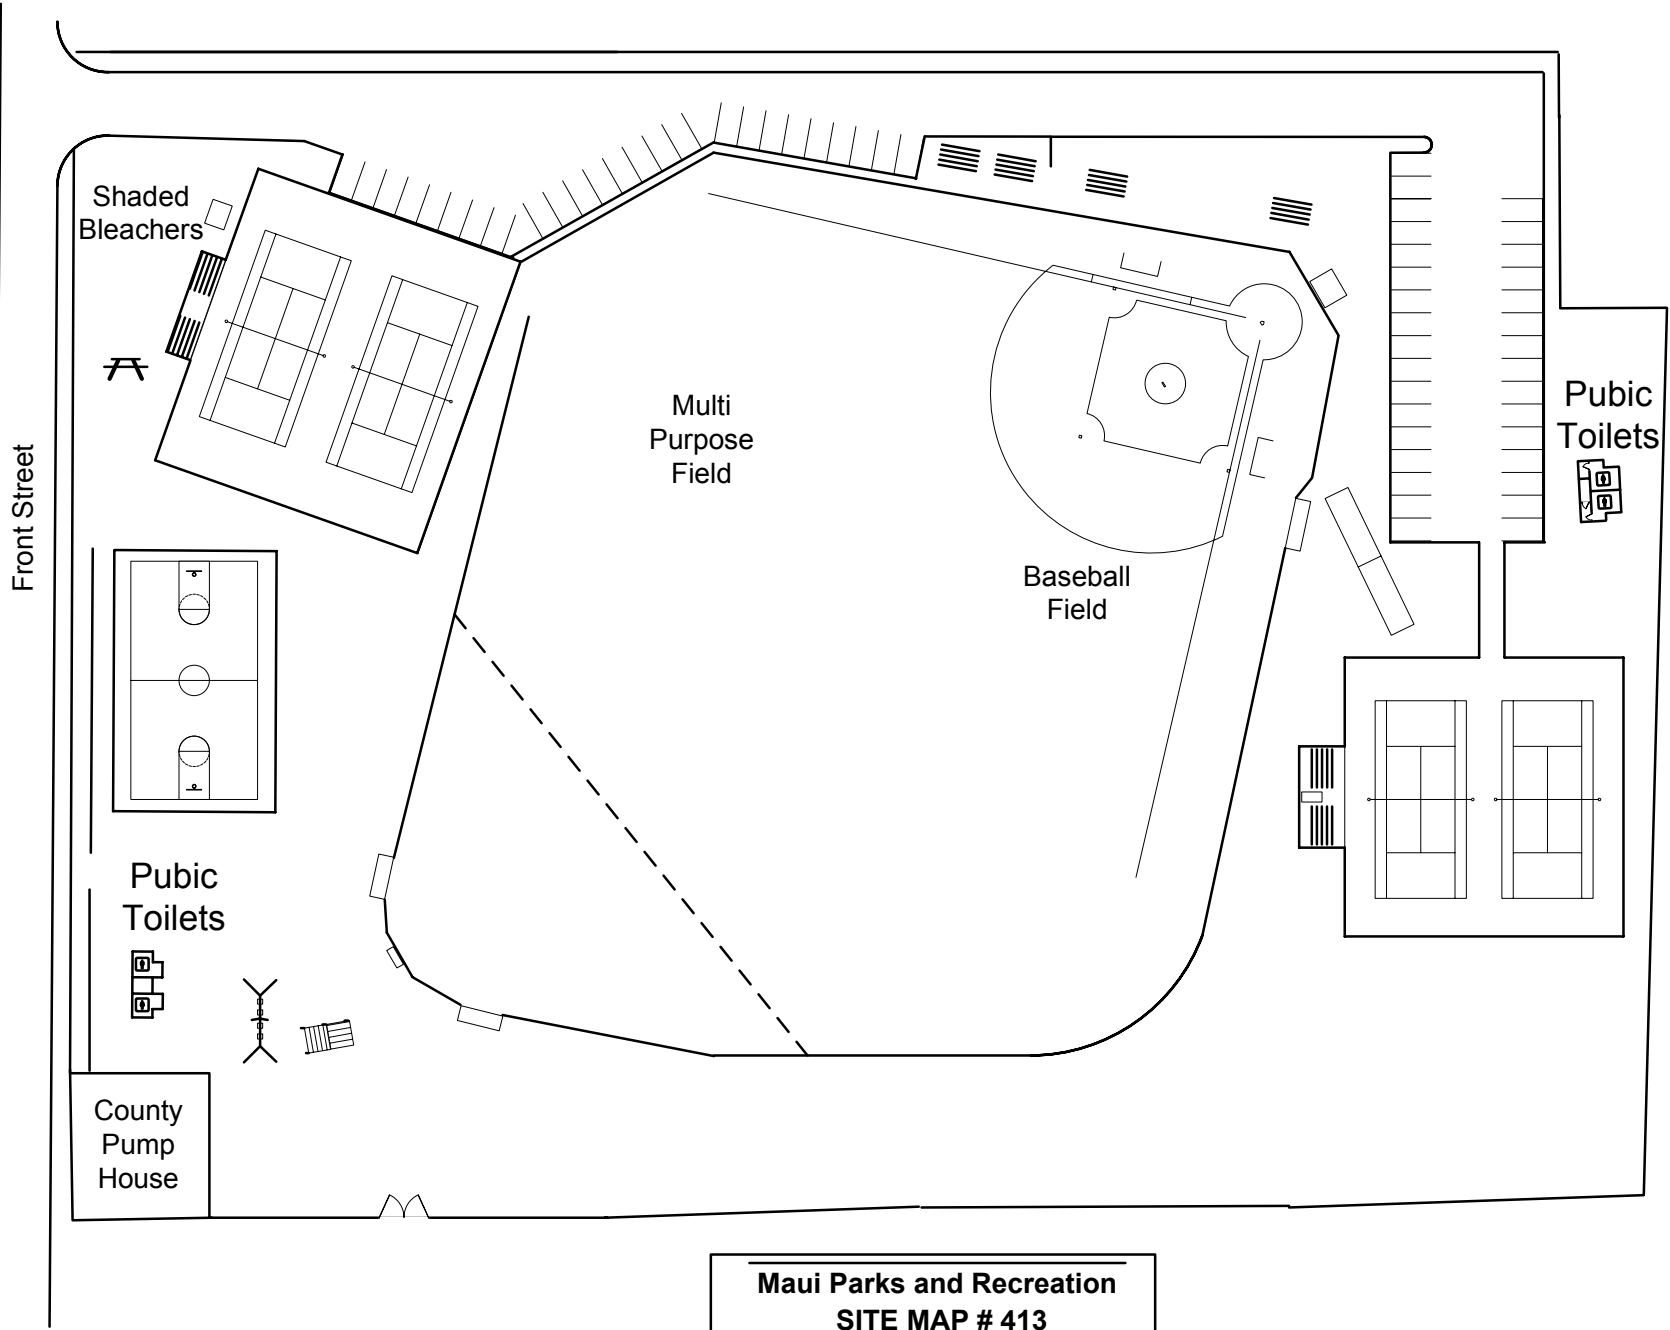 Shaded
Bleachers
Front Street
Multi
Purpose
Field
Baseball
Field
Pubic
Toilets
Pubic
Toilets
County
Pump
House
Maui Parks and Recreation
SITE MAP # 413